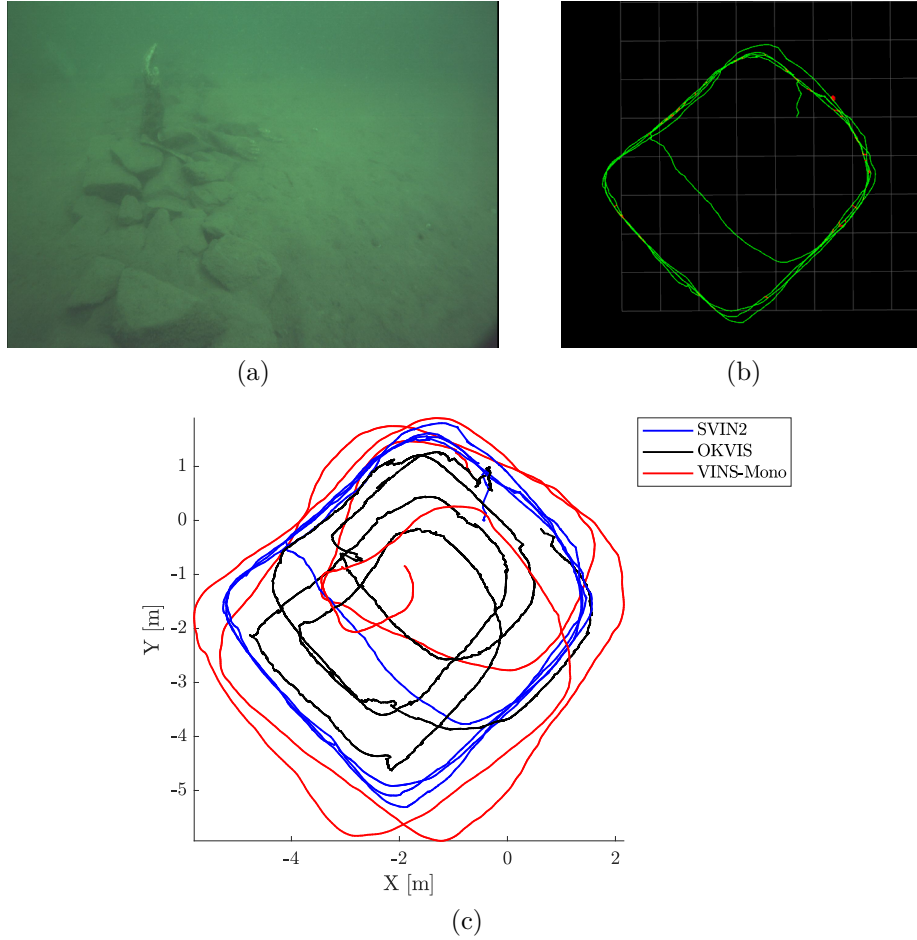 (a)
(b)
SVIN2
OKVIS
VINS-Mono
1
0
-1
-2
-3
-4
-5
Y [m]
-4
-2
0
2
X [m]
(c)